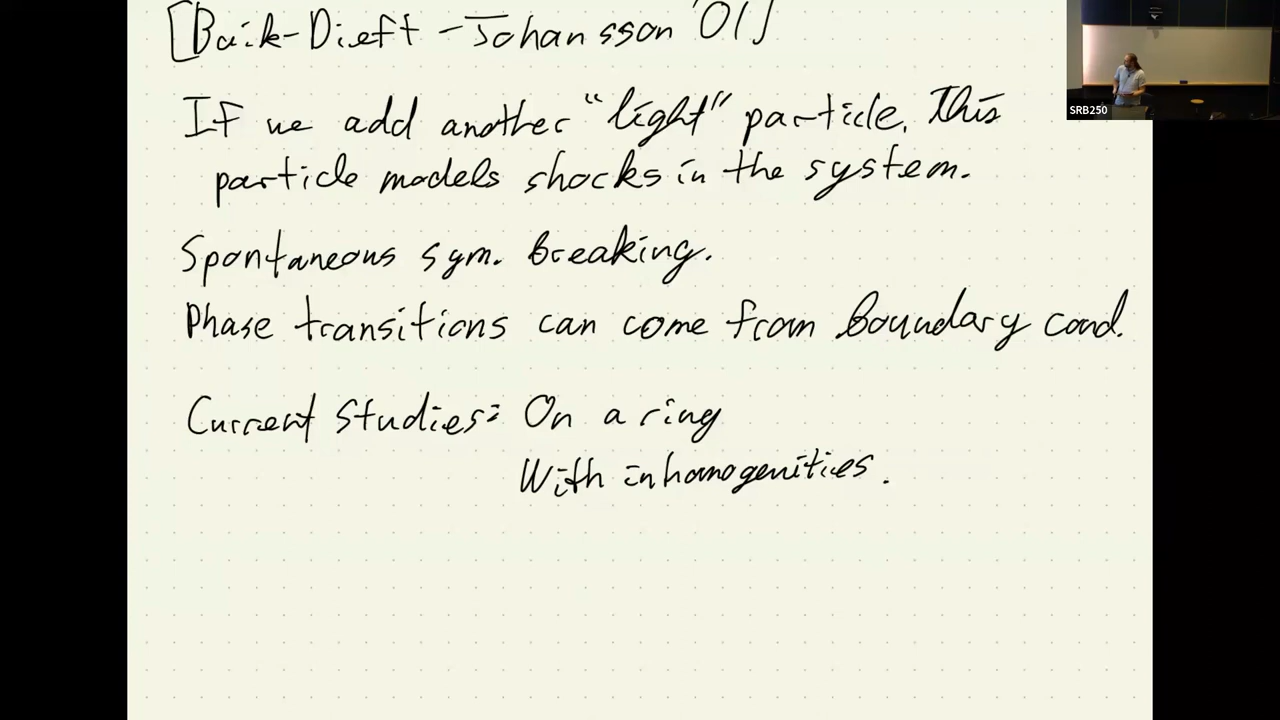 [Baik-Dieft-Johansson '01]
If we add another "light" particle. This
particle models shocks in the system.
Spontaneous sym. breaking.
Phase transitions can come from boundary cond.
Current studies: On a ring
With inhomogenities.
SRB250